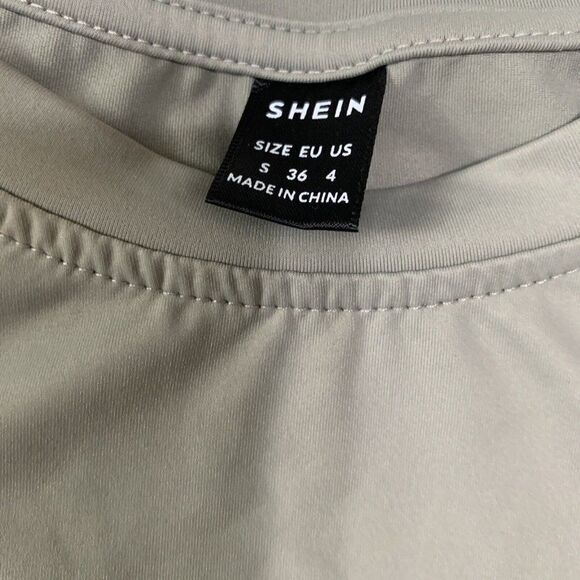 SHEIN
SIZE EU US
S 36 4
MADE IN CHINA